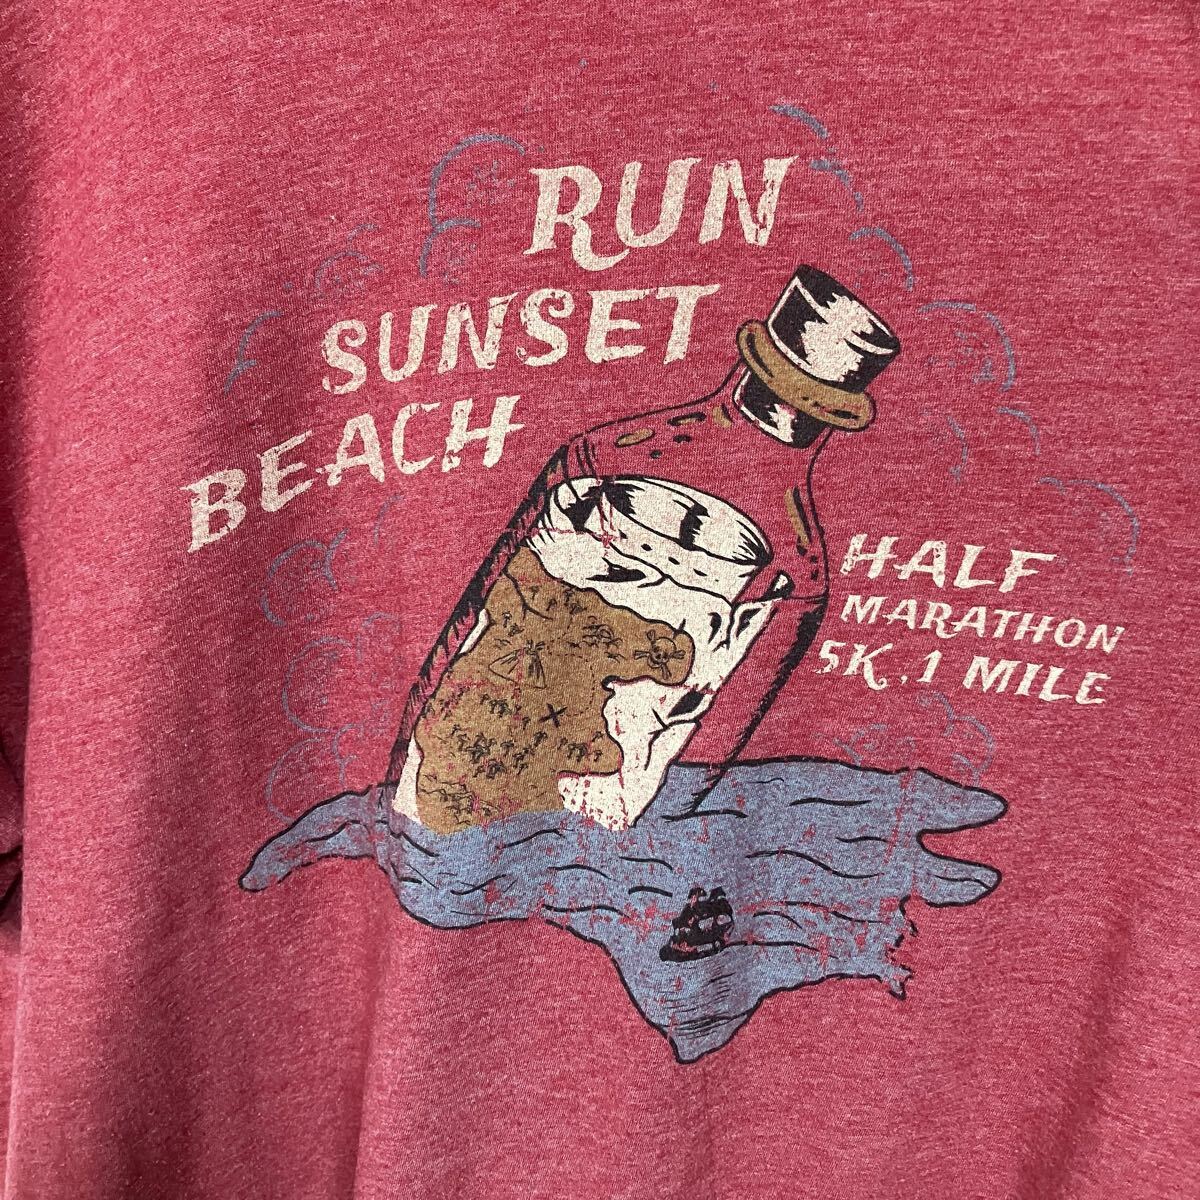 RUN
SUNSET
BEACH
HALF
MARATHON
5K, 1 MILE